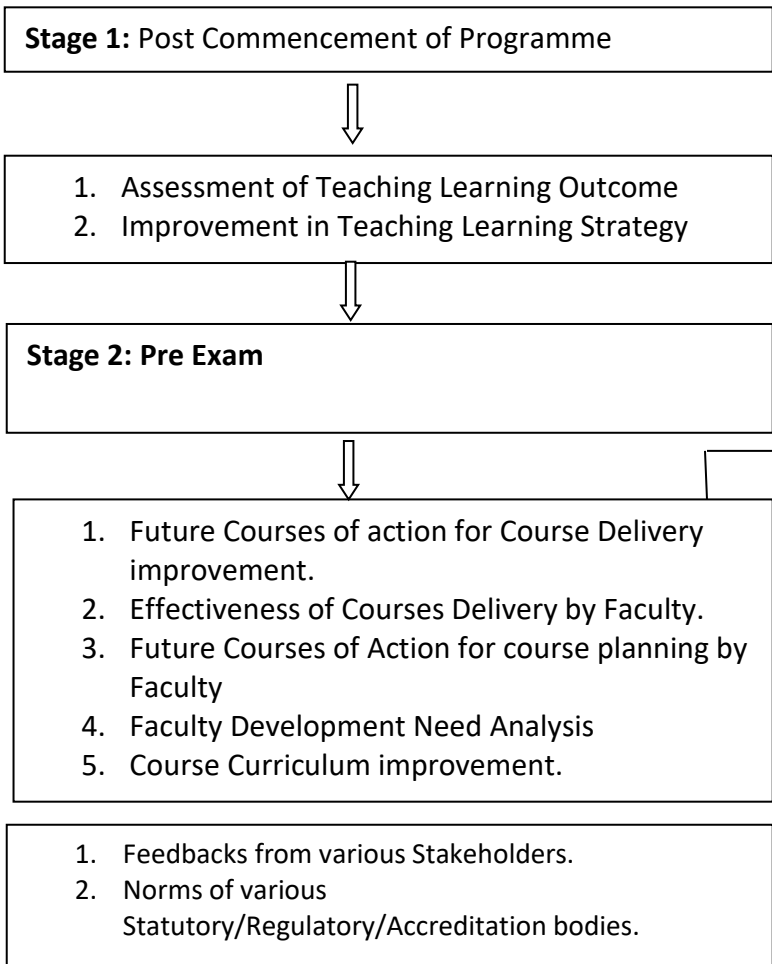 Stage 1: Post Commencement of Programme
1. Assessment of Teaching Learning Outcome
2. Improvement in Teaching Learning Strategy
Stage 2: Pre Exam
1. Future Courses of action for Course Delivery
improvement.
2. Effectiveness of Courses Delivery by Faculty.
3. Future Courses of Action for course planning by
Faculty
4. Faculty Development Need Analysis
5. Course Curriculum improvement.
1. Feedbacks from various Stakeholders.
2. Norms of various
Statutory/Regulatory/Accreditation bodies.